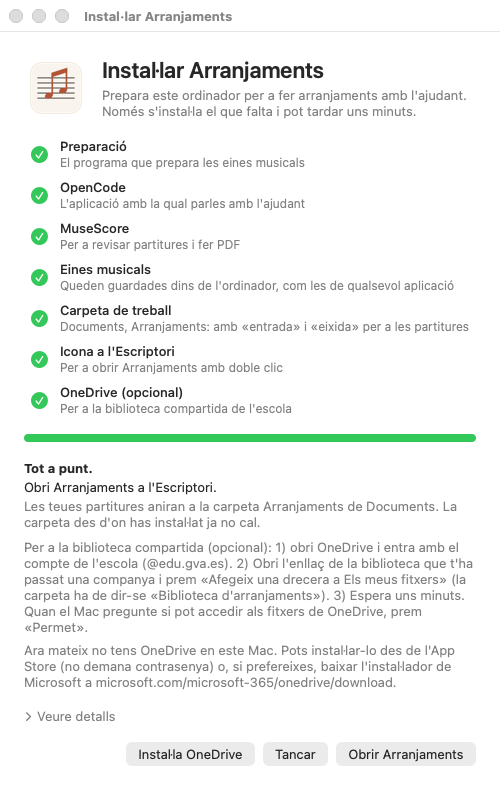 Instal·lar Arranjaments
Instal·lar Arranjaments
Prepara este ordinador per a fer arranjaments amb l'ajudant.
Només s'instal·la el que falta i pot tardar uns minuts.
Preparació
El programa que prepara les eines musicals
OpenCode
L'aplicació amb la qual parles amb l'ajudant
MuseScore
Per a revisar partitures i fer PDF
Eines musicals
Queden guardades dins de l'ordinador, com les de qualsevol aplicació
Carpeta de treball
Documents, Arranjaments: amb «entrada» i «eixida» per a les partitures
Icona a l'Escriptori
Per a obrir Arranjaments amb doble clic
OneDrive (opcional)
Per a la biblioteca compartida de l'escola
Tot a punt.
Obri Arranjaments a l'Escriptori.
Les teues partitures aniran a la carpeta Arranjaments de Documents. La
carpeta des d'on has instal·lat ja no cal.
Per a la biblioteca compartida (opcional): 1) obri OneDrive i entra amb el
compte de l'escola (@edu.gva.es). 2) Obri l'enllaç de la biblioteca que t'ha
passat una companya i prem «Afegeix una drecera a Els meus fitxers» (la
carpeta ha de dir-se «Biblioteca d'arranjaments»). 3) Espera uns minuts.
Quan el Mac pregunte si pot accedir als fitxers de OneDrive, prem
«Permet».
Ara mateix no tens OneDrive en este Mac. Pots instal·lar-lo des de l'App
Store (no demana contrasenya) o, si prefereixes, baixar l'instal·lador de
Microsoft a microsoft.com/microsoft-365/onedrive/download.
Veure detalls
Instal·la OneDrive
Tancar
Obrir Arranjaments